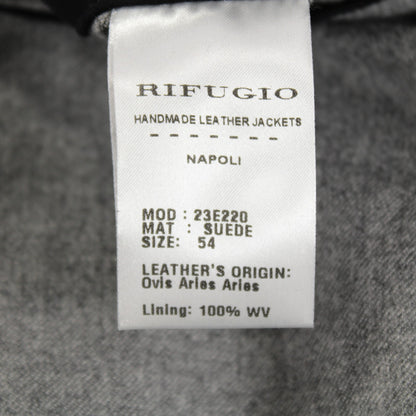 RIFUGIO
HANDMADE LEATHER JACKETS
- - - - - - -
NAPOLI
MOD : 23E220
MAT : SUEDE
SIZE: 54
LEATHER'S ORIGIN:
Ovis Aries Aries
Lining: 100% WV